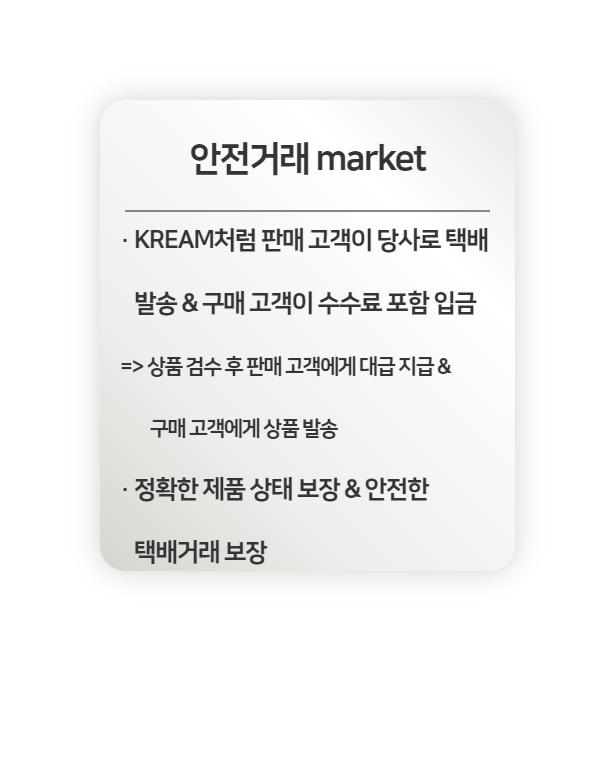 안전거래 market
· KREAM처럼 판매 고객이 당사로 택배
발송 & 구매 고객이 수수료 포함 입금
=> 상품 검수 후 판매 고객에게 대급 지급 &
구매 고객에게 상품 발송
· 정확한 제품 상태 보장 & 안전한
택배거래 보장